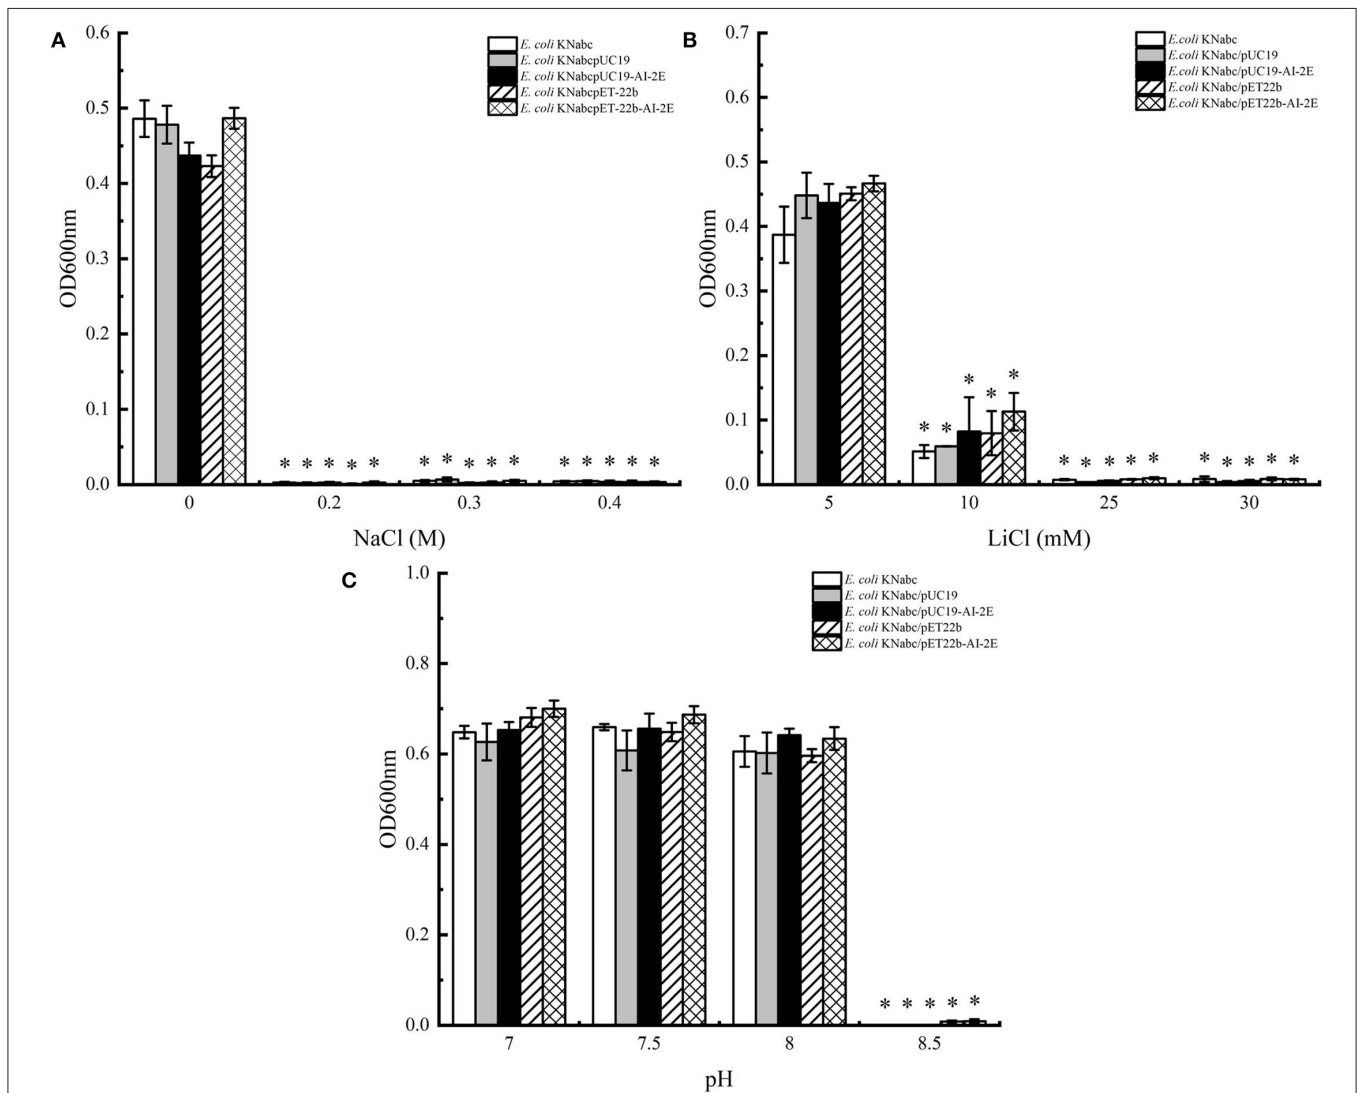 A
0.6
0.5
0.4
0.3
0.2
0.1
0.0
OD600nm
E. coli KNabc
E. coli KNabcpUC19
E. coli KNabcpUC19-AI-2E
E. coli KNabcpET-22b
E. coli KNabcpET-22b-AI-2E
* * * * *
* * * * *
* * * * *
0 0.2 0.3 0.4
NaCl (M)
B
0.7
0.6
0.5
0.4
0.3
0.2
0.1
0.0
OD600nm
E.coli KNabc
E.coli KNabc/pUC19
E.coli KNabc/pUC19-AI-2E
E.coli KNabc/pET22b
E.coli KNabc/pET22b-AI-2E
* * * * *
* * * * *
* * * * *
5 10 25 30
LiCl (mM)
C
1.0
0.8
0.6
0.4
0.2
0.0
OD600nm
E. coli KNabc
E. coli KNabc/pUC19
E. coli KNabc/pUC19-AI-2E
E. coli KNabc/pET22b
E. coli KNabc/pET22b-AI-2E
* * * * *
7 7.5 8 8.5
pH